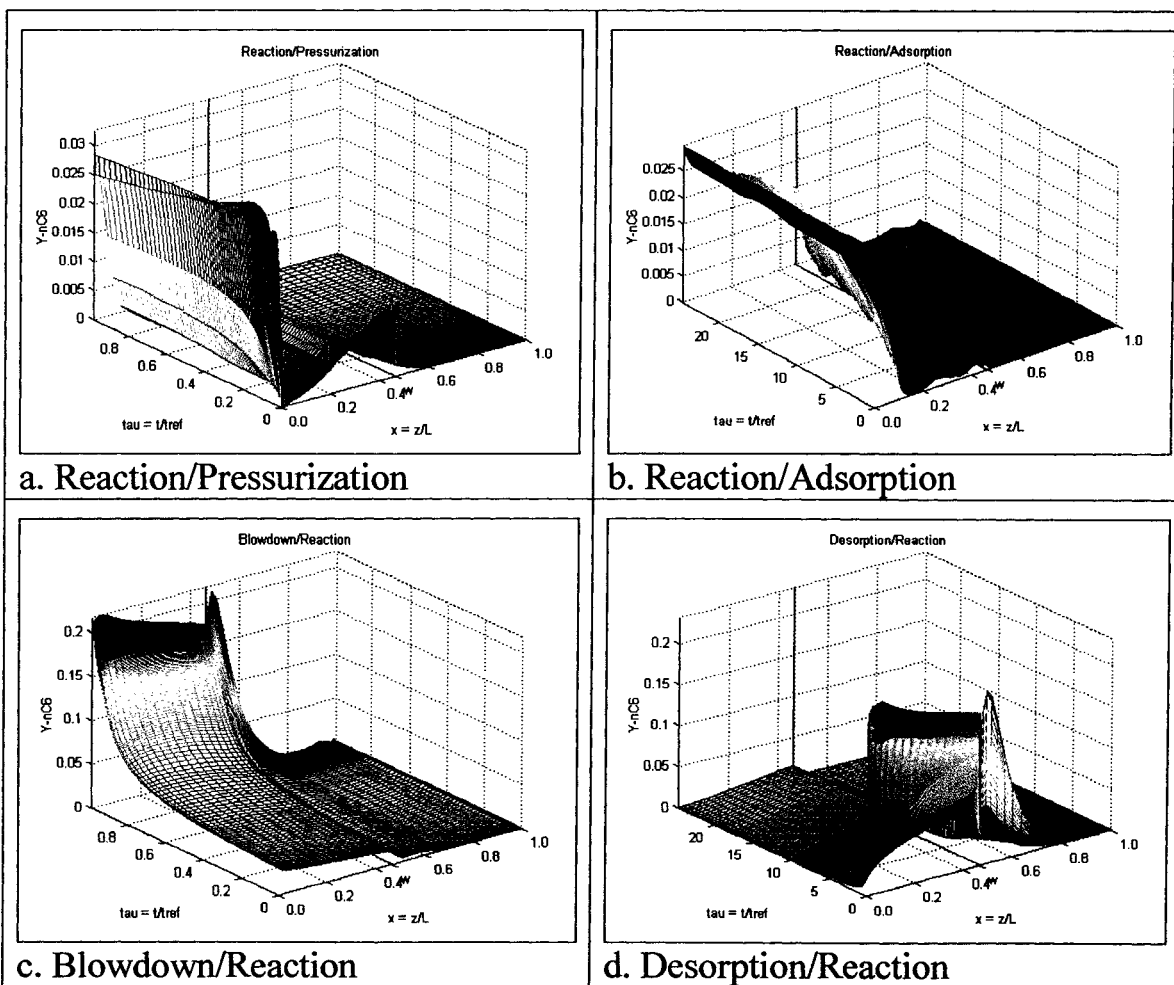 Reaction/Pressurization
Y-nC6
0.03
0.025
0.02
0.01
0.01
0.005
0
0.8
0.6
0.4
0.2
0
tau = t/tref
0.0
0.2
0.4
w
0.6
0.8
1.0
x = z/L
a. Reaction/Pressurization
Reaction/Adsorption
Y-nC6
0.025
0.02
0.015
0.01
0.005
0
20
15
10
5
0
tau = t/tref
0.0
0.2
0.4
w
0.6
0.8
1.0
x = z/L
b. Reaction/Adsorption
Blowdown/Reaction
Y-nC6
0.2
0.15
0.1
0.05
0
0.8
0.6
0.4
0.2
0
tau = t/tref
0.0
0.2
0.4
w
0.6
0.8
1.0
x = z/L
c. Blowdown/Reaction
Desorption/Reaction
Y-nC6
0.2
0.15
0.1
0.05
0
20
15
10
5
0
tau = t/tref
0.0
0.2
0.4
w
0.6
0.8
1.0
x = z/L
d. Desorption/Reaction